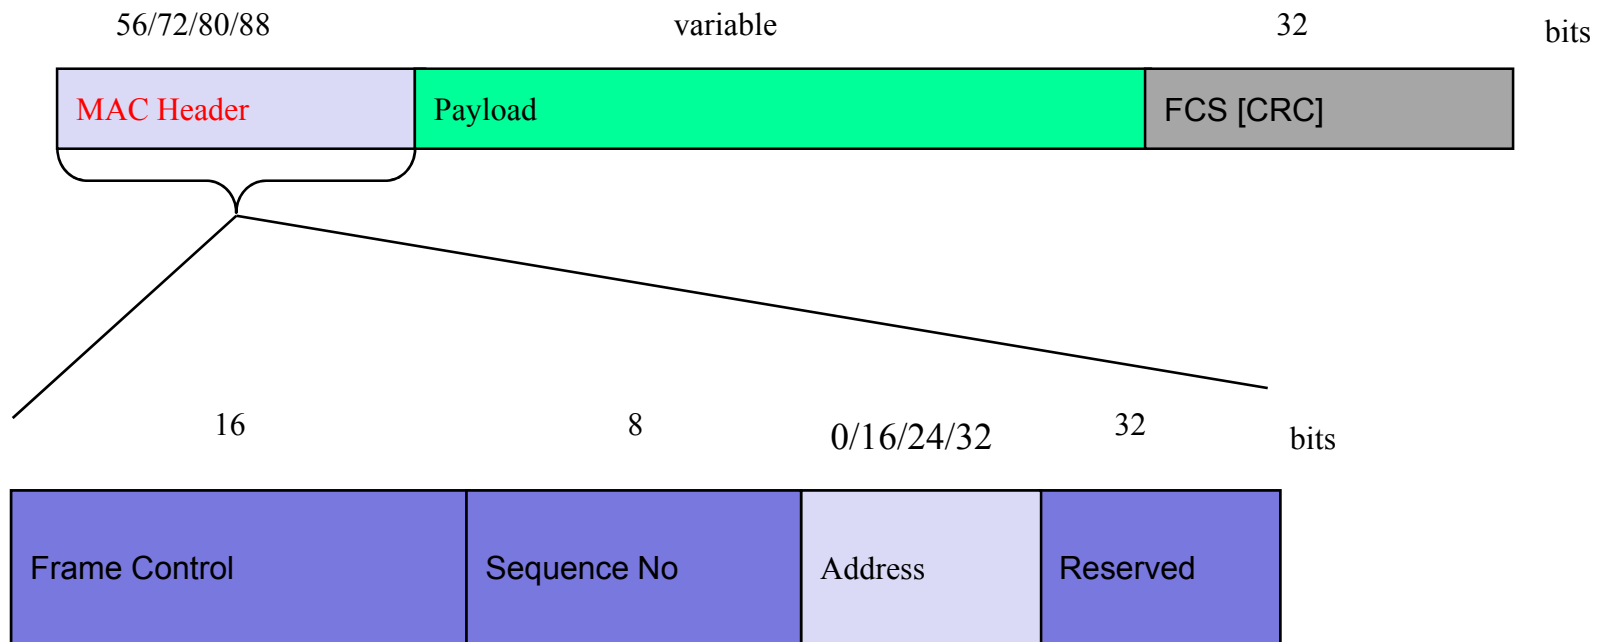 56/72/80/88 variable 32 bits
MAC Header Payload FCS [CRC]
16 8 0/16/24/32 32 bits
Frame Control Sequence No Address Reserved